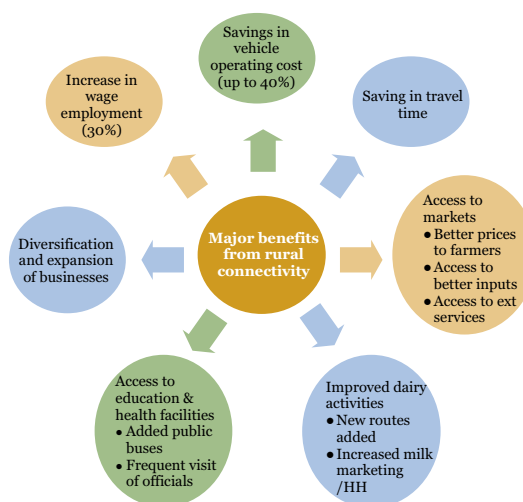 Major benefits
from rural
connectivity
Savings in
vehicle
operating cost
(up to 40%)
Saving in travel
time
Access to
markets
● Better prices
to farmers
● Access to
better inputs
● Access to ext
services
Improved dairy
activities
● New routes
added
● Increased milk
marketing
/HH
Access to
education &
health facilities
● Added public
buses
● Frequent visit
of officials
Diversification
and expansion
of businesses
Increase in
wage
employment
(30%)